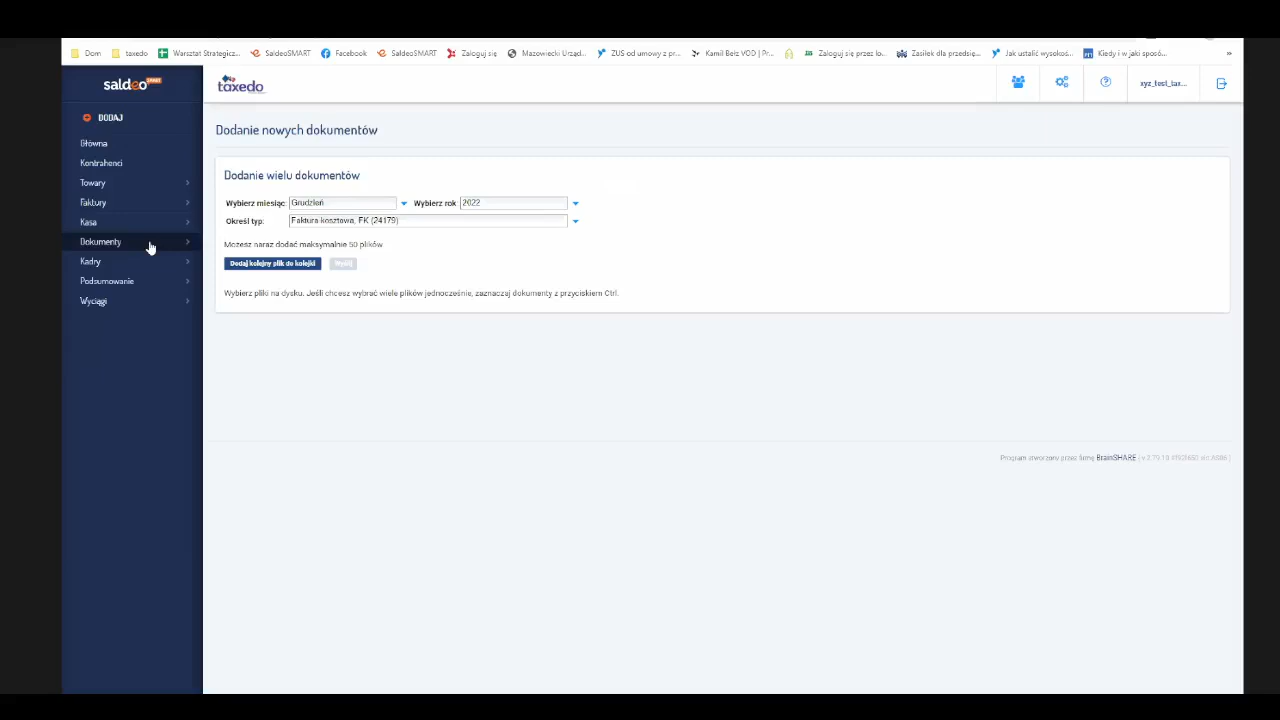 Dom taxedo Warsztat Strategicz... SaldeoSMART Facebook SaldeoSMART Zaloguj się Mazowiecki Urząd... ZUS od umowy z pr... Kamil Beiz VOD | Pr... Zaloguj się przez lo... Zasiłek dla przedsię... Jak ustalić wysokoś... Kiedy i w jaki sposó... »
saldeo SMART
taxedo
xyz_test_tax...
DODAJ
Główna
Kontrahenci
Towary
Faktury
Kasa
Dokumenty
Kadry
Podsumowanie
Wyciągi
Dodanie nowych dokumentów
Dodanie wielu dokumentów
Wybierz miesiąc: Grudzień Wybierz rok 2022
Określ typ: Faktura kosztowa, FK (24179)
Możesz naraz dodać maksymalnie 50 plików
Dodaj kolejny plik do kolejki Wyślij
Wybierz pliki na dysku. Jeśli chcesz wybrać wiele plików jednocześnie, zaznaczaj dokumenty z przyciskiem Ctrl.
Program stworzony przez firmę BrainSHARE